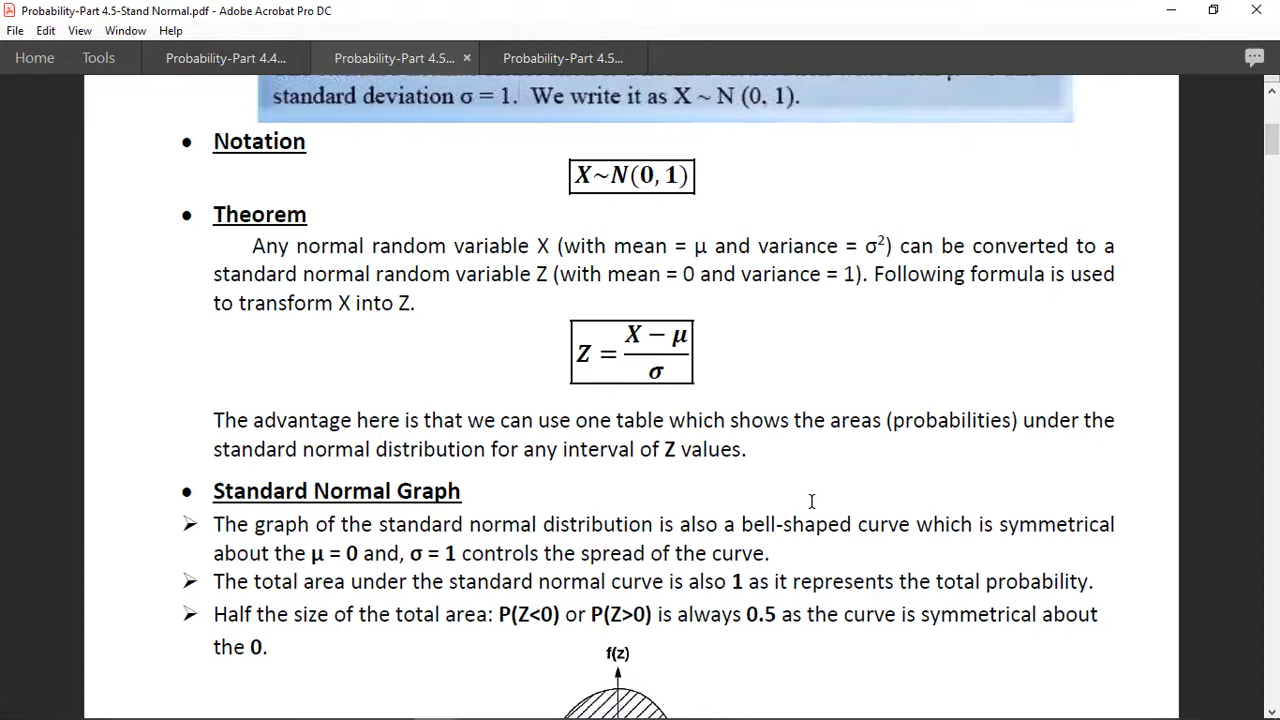 Probability-Part 4.5-Stand Normal.pdf - Adobe Acrobat Pro DC
File Edit View Window Help
Home Tools Probability-Part 4.4... Probability-Part 4.5... × Probability-Part 4.5...
standard deviation σ = 1. We write it as X ~ N (0, 1).
• Notation
X~N(0, 1)
• Theorem
Any normal random variable X (with mean = μ and variance = σ²) can be converted to a
standard normal random variable Z (with mean = 0 and variance = 1). Following formula is used
to transform X into Z.
Z = (X − μ) / σ
The advantage here is that we can use one table which shows the areas (probabilities) under the
standard normal distribution for any interval of Z values.
• Standard Normal Graph
➢ The graph of the standard normal distribution is also a bell-shaped curve which is symmetrical
about the μ = 0 and, σ = 1 controls the spread of the curve.
➢ The total area under the standard normal curve is also 1 as it represents the total probability.
➢ Half the size of the total area: P(Z<0) or P(Z>0) is always 0.5 as the curve is symmetrical about
the 0.
f(z)